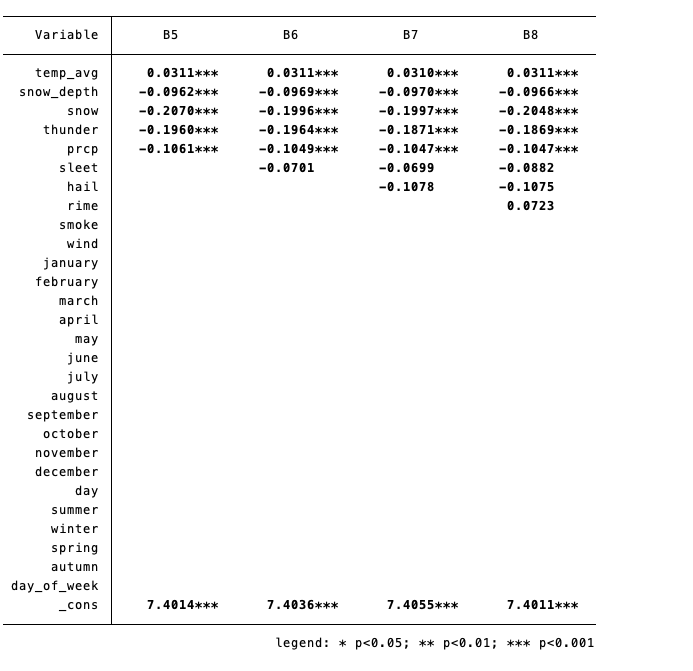 Variable B5 B6 B7 B8
temp_avg 0.0311*** 0.0311*** 0.0310*** 0.0311***
snow_depth -0.0962*** -0.0969*** -0.0970*** -0.0966***
snow -0.2070*** -0.1996*** -0.1997*** -0.2048***
thunder -0.1960*** -0.1964*** -0.1871*** -0.1869***
prcp -0.1061*** -0.1049*** -0.1047*** -0.1047***
sleet -0.0701 -0.0699 -0.0882
hail -0.1078 -0.1075
rime 0.0723
smoke
wind
january
february
march
april
may
june
july
august
september
october
november
december
day
summer
winter
spring
autumn
day_of_week
_cons 7.4014*** 7.4036*** 7.4055*** 7.4011***
legend: * p<0.05; ** p<0.01; *** p<0.001